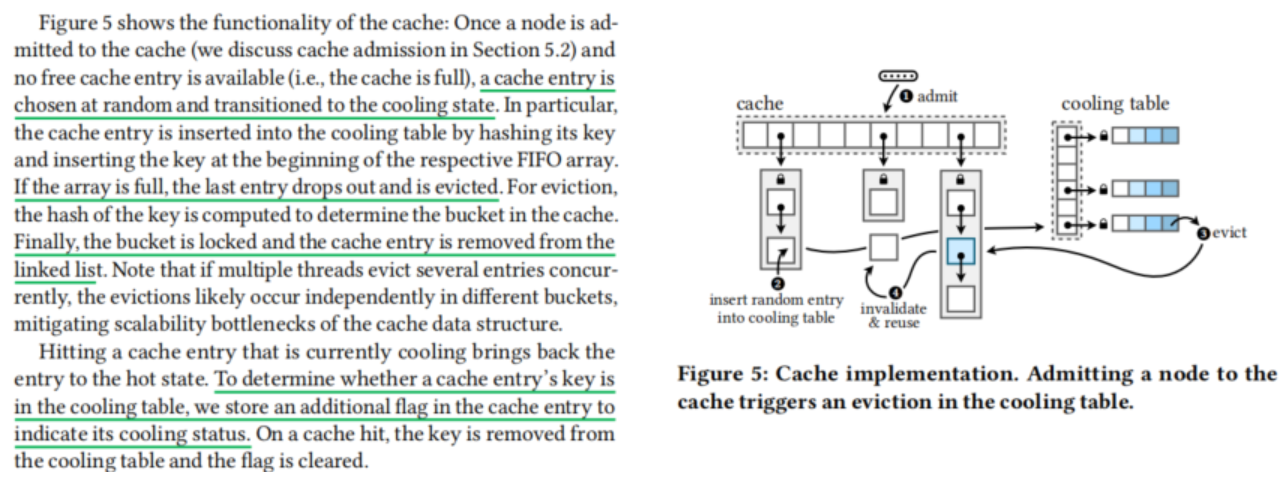 Figure 5 shows the functionality of the cache: Once a node is ad-
mitted to the cache (we discuss cache admission in Section 5.2) and
no free cache entry is available (i.e., the cache is full), a cache entry is
chosen at random and transitioned to the cooling state. In particular,
the cache entry is inserted into the cooling table by hashing its key
and inserting the key at the beginning of the respective FIFO array.
If the array is full, the last entry drops out and is evicted. For eviction,
the hash of the key is computed to determine the bucket in the cache.
Finally, the bucket is locked and the cache entry is removed from the
linked list. Note that if multiple threads evict several entries concur-
rently, the evictions likely occur independently in different buckets,
mitigating scalability bottlenecks of the cache data structure.
Hitting a cache entry that is currently cooling brings back the
entry to the hot state. To determine whether a cache entry's key is
in the cooling table, we store an additional flag in the cache entry to
indicate its cooling status. On a cache hit, the key is removed from
the cooling table and the flag is cleared.
cache
1 admit
cooling table
3 evict
2
insert random entry
into cooling table
4
invalidate
& reuse
Figure 5: Cache implementation. Admitting a node to the
cache triggers an eviction in the cooling table.